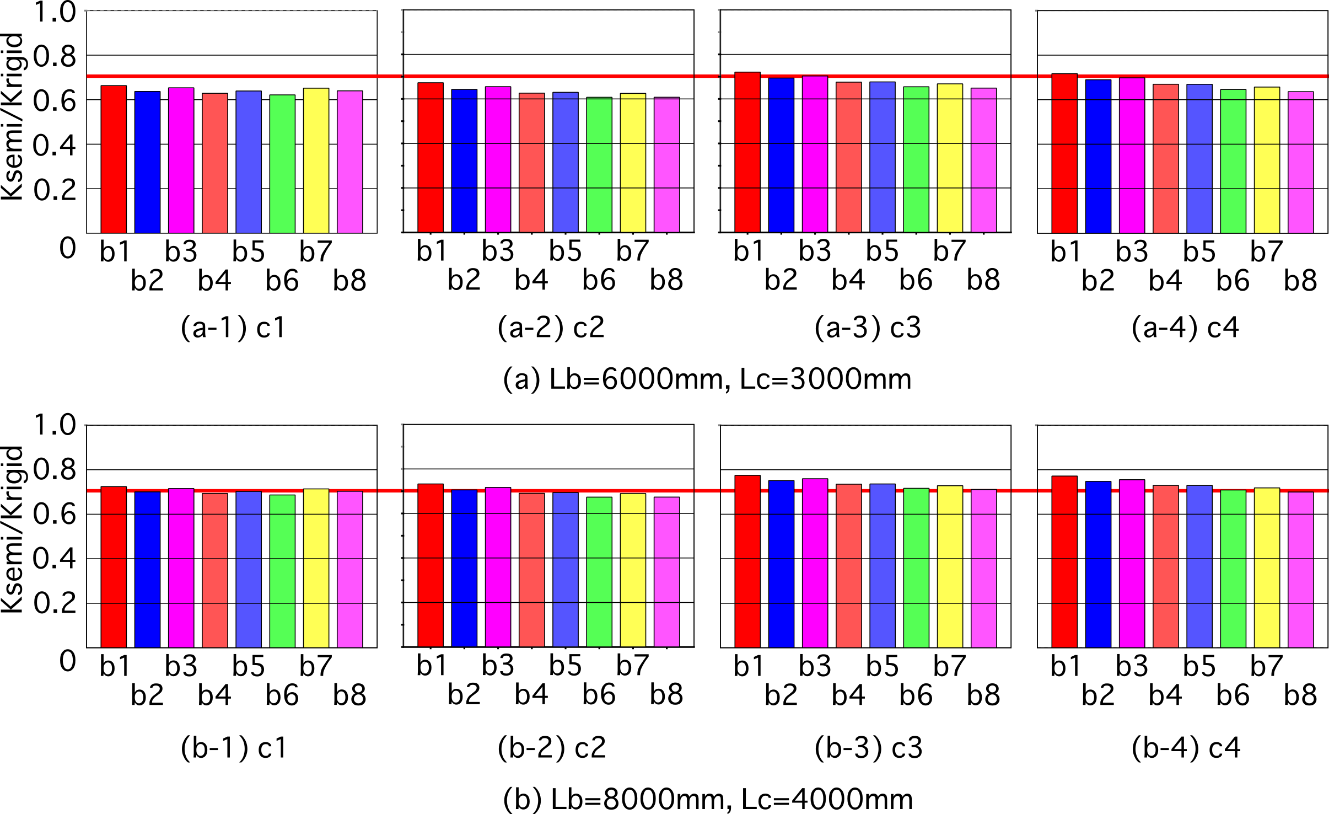 1.0
0.8
0.6
0.4
0.2
0
Ksemi/Krigid
b1 b3 b5 b7 b1 b3 b5 b7 b1 b3 b5 b7 b1 b3 b5 b7
b2 b4 b6 b8 b2 b4 b6 b8 b2 b4 b6 b8 b2 b4 b6 b8
(a-1) c1 (a-2) c2 (a-3) c3 (a-4) c4
(a) Lb=6000mm, Lc=3000mm
1.0
0.8
0.6
0.4
0.2
0
Ksemi/Krigid
b1 b3 b5 b7 b1 b3 b5 b7 b1 b3 b5 b7 b1 b3 b5 b7
b2 b4 b6 b8 b2 b4 b6 b8 b2 b4 b6 b8 b2 b4 b6 b8
(b-1) c1 (b-2) c2 (b-3) c3 (b-4) c4
(b) Lb=8000mm, Lc=4000mm